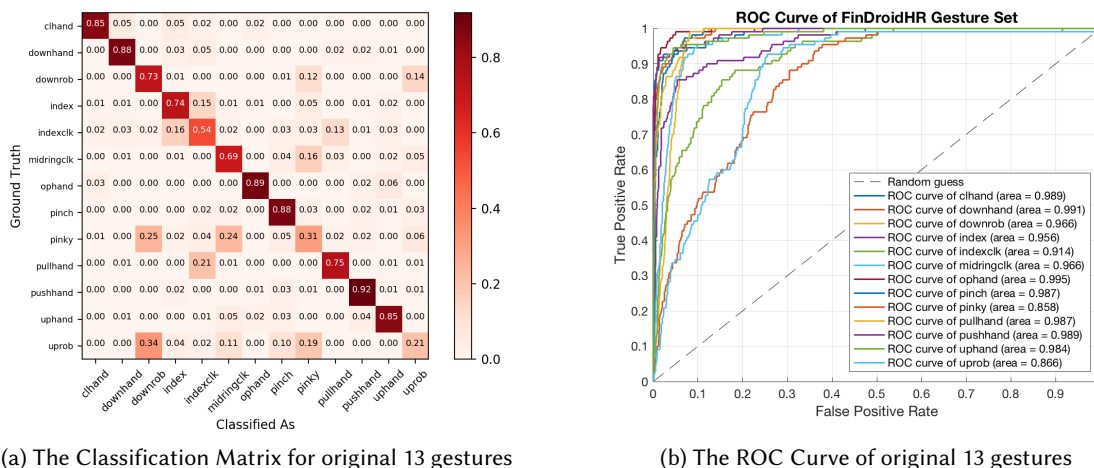 clhand 0.85 0.05 0.00 0.05 0.03 0.00 0.01 0.00 0.00 0.00 0.01 0.00 0.00
downhand 0.00 0.88 0.00 0.03 0.05 0.00 0.00 0.00 0.00 0.02 0.02 0.01 0.00
downrob 0.00 0.00 0.73 0.01 0.00 0.00 0.00 0.01 0.12 0.00 0.00 0.00 0.14
index 0.01 0.01 0.00 0.74 0.15 0.01 0.01 0.00 0.05 0.00 0.01 0.02 0.00
indexclk 0.02 0.03 0.02 0.16 0.54 0.02 0.00 0.03 0.03 0.13 0.01 0.03 0.00
midringclk 0.00 0.01 0.00 0.01 0.00 0.69 0.00 0.04 0.16 0.03 0.00 0.02 0.05
ophand 0.03 0.00 0.00 0.00 0.00 0.00 0.89 0.00 0.00 0.02 0.00 0.06 0.00
pinch 0.00 0.00 0.00 0.00 0.02 0.02 0.00 0.88 0.03 0.00 0.02 0.01 0.03
pinky 0.00 0.00 0.25 0.02 0.04 0.24 0.00 0.05 0.31 0.02 0.00 0.00 0.06
pullhand 0.00 0.01 0.00 0.00 0.21 0.01 0.00 0.00 0.00 0.75 0.00 0.01 0.01
pushhand 0.00 0.00 0.00 0.02 0.00 0.00 0.01 0.03 0.01 0.00 0.92 0.00 0.01
uphand 0.00 0.02 0.00 0.00 0.01 0.05 0.02 0.03 0.00 0.00 0.04 0.85 0.00
uprob 0.00 0.00 0.34 0.04 0.02 0.11 0.00 0.10 0.19 0.00 0.00 0.00 0.21
Ground Truth
clhand downhand downrob index indexclk midringclk ophand pinch pinky pullhand pushhand uphand uprob
Classified As
0.8
0.6
0.4
0.2
0.0
(a) The Classification Matrix for original 13 gestures
ROC Curve of FinDroidHR Gesture Set
True Positive Rate
1
0.9
0.8
0.7
0.6
0.5
0.4
0.3
0.2
0.1
0
Random guess
ROC curve of clhand (area = 0.989)
ROC curve of downhand (area = 0.991)
ROC curve of downrob (area = 0.966)
ROC curve of index (area = 0.956)
ROC curve of indexclk (area = 0.914)
ROC curve of midringclk (area = 0.966)
ROC curve of ophand (area = 0.995)
ROC curve of pinch (area = 0.987)
ROC curve of pinky (area = 0.858)
ROC curve of pullhand (area = 0.987)
ROC curve of pushhand (area = 0.989)
ROC curve of uphand (area = 0.984)
ROC curve of uprob (area = 0.866)
0 0.1 0.2 0.3 0.4 0.5 0.6 0.7 0.8 0.9
False Positive Rate
(b) The ROC Curve of original 13 gestures